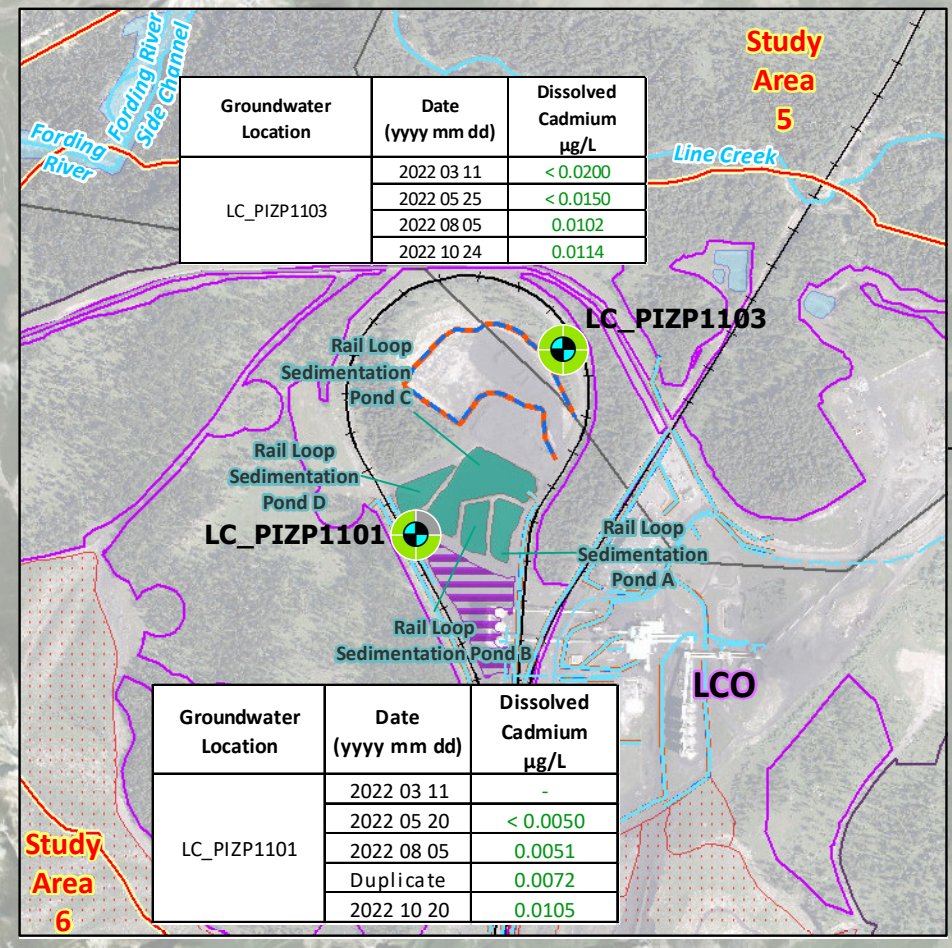 Study
Area
5
Fording River
Side Channel
Fording
River
Line Creek
Groundwater
Location
Date
(yyyy mm dd)
Dissolved
Cadmium
µg/L
LC_PIZP1103
2022 03 11 < 0.0200
2022 05 25 < 0.0150
2022 08 05 0.0102
2022 10 24 0.0114
LC_PIZP1103
Rail Loop
Sedimentation
Pond C
Rail Loop
Sedimentation
Pond D
LC_PIZP1101
Rail Loop
Sedimentation
Pond A
Rail Loop
Sedimentation Pond B
LCO
Groundwater
Location
Date
(yyyy mm dd)
Dissolved
Cadmium
µg/L
LC_PIZP1101
2022 03 11 -
2022 05 20 < 0.0050
2022 08 05 0.0051
Duplicate 0.0072
2022 10 20 0.0105
Study
Area
6